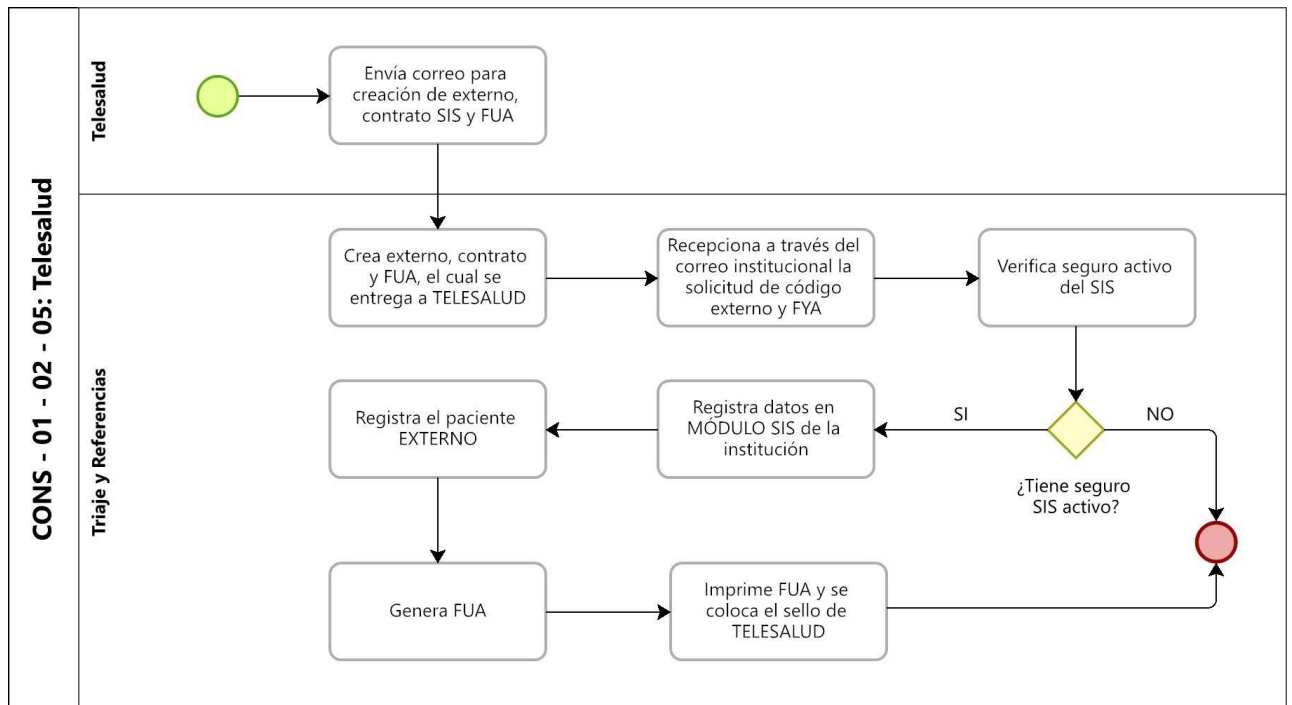 CONS - 01 - 02 - 05: Telesalud
Telesalud
Envía correo para
creación de externo,
contrato SIS y FUA
Triaje y Referencias
Crea externo, contrato
y FUA, el cual se
entrega a TELESALUD
Recepciona a través del
correo institucional la
solicitud de código
externo y FYA
Verifica seguro activo
del SIS
¿Tiene seguro
SIS activo?
SI
NO
Registra datos en
MÓDULO SIS de la
institución
Registra el paciente
EXTERNO
Genera FUA
Imprime FUA y se
coloca el sello de
TELESALUD